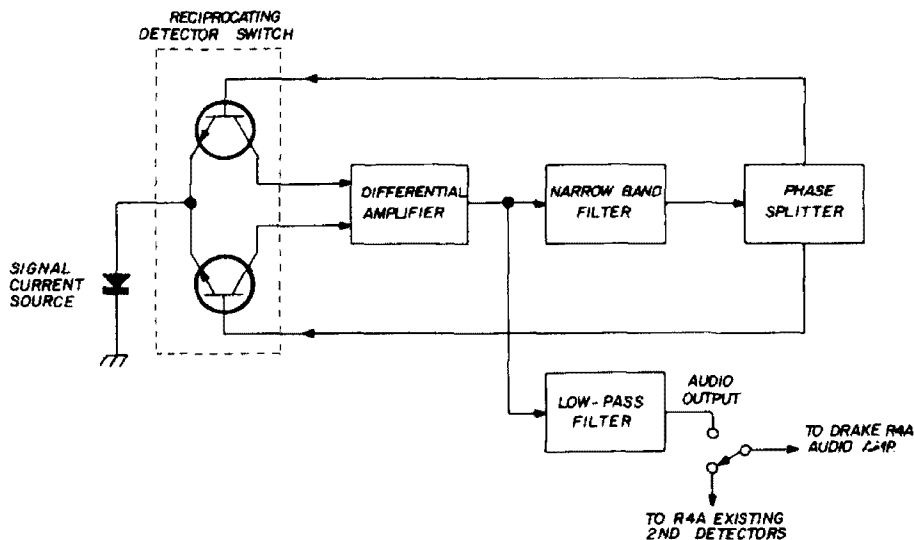 RECIPROCATING
DETECTOR SWITCH
DIFFERENTIAL
AMPLIFIER
NARROW BAND
FILTER
PHASE
SPLITTER
SIGNAL
CURRENT
SOURCE
LOW-PASS
FILTER
AUDIO
OUTPUT
TO DRAKE R4A
AUDIO AMP.
TO R4A EXISTING
2ND DETECTORS